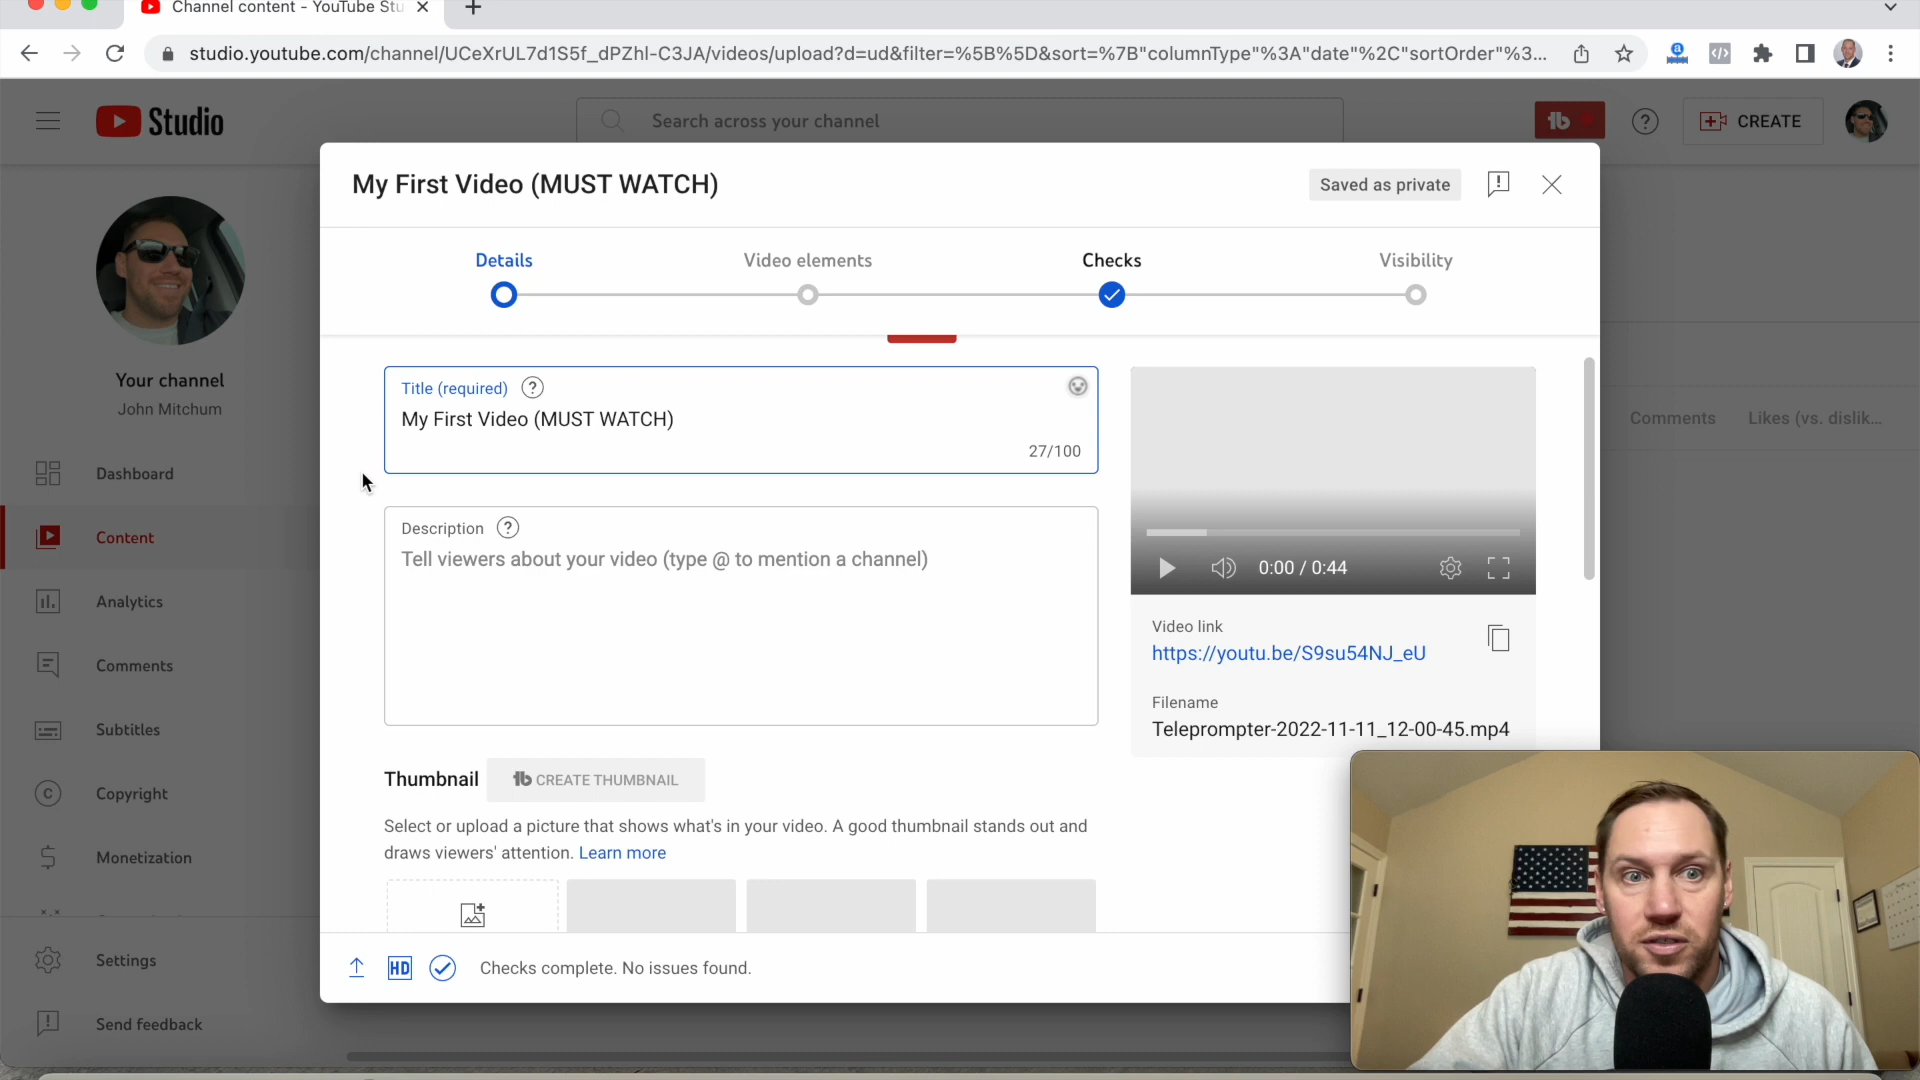 Channel content - YouTube Stu
studio.youtube.com/channel/UCeXrUL7d1S5f_dPZhl-C3JA/videos/upload?d=ud&filter=%5B%5D&sort=%7B"columnType"%3A"date"%2C"sortOrder"%3...
Studio
Search across your channel
CREATE
My First Video (MUST WATCH)
Saved as private
Details
Video elements
Checks
Visibility
Your channel
John Mitchum
Dashboard
Content
Analytics
Comments
Subtitles
Copyright
Monetization
Settings
Send feedback
Title (required)
My First Video (MUST WATCH)
27/100
Description
Tell viewers about your video (type @ to mention a channel)
0:00 / 0:44
Video link
https://youtu.be/S9su54NJ_eU
Filename
Teleprompter-2022-11-11_12-00-45.mp4
Comments
Likes (vs. dislik...
Thumbnail
CREATE THUMBNAIL
Select or upload a picture that shows what's in your video. A good thumbnail stands out and
draws viewers' attention. Learn more
HD
Checks complete. No issues found.